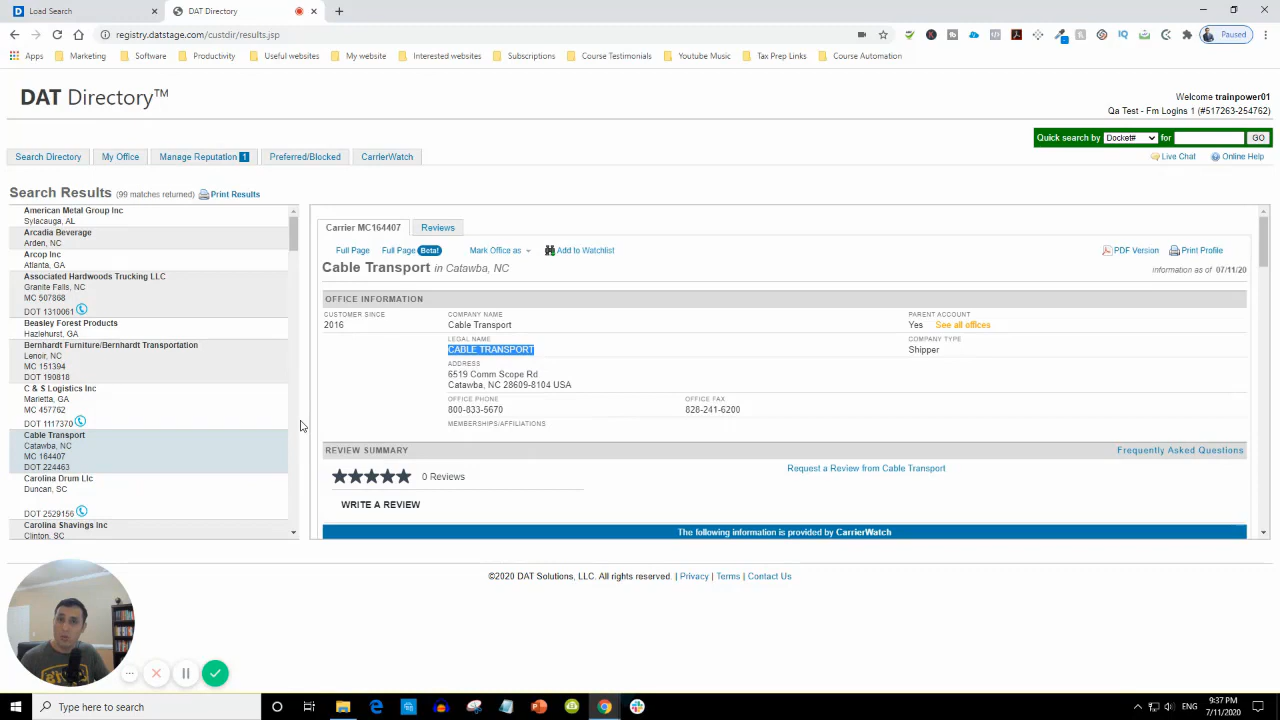 Load Search
DAT Directory
registry.datstage.com/custdir/results.jsp
Paused
Apps
Marketing
Software
Productivity
Useful websites
My website
Interested websites
Subscriptions
Course Testimonials
Youtube Music
Tax Prep Links
Course Automation
DAT Directory™
Welcome trainpower01
Qa Test - Fm Logins 1 (#517263-254762)
Quick search by Docket# for GO
Search Directory
My Office
Manage Reputation 1
Preferred/Blocked
CarrierWatch
Live Chat
Online Help
Search Results (99 matches returned) Print Results
American Metal Group Inc
Sylacauga, AL
Arcadia Beverage
Arden, NC
Arcop Inc
Atlanta, GA
Associated Hardwoods Trucking LLC
Granite Falls, NC
MC 507868
DOT 1310061
Beasley Forest Products
Hazlehurst, GA
Bernhardt Furniture/Bernhardt Transportation
Lenoir, NC
MC 151394
DOT 190818
C & S Logistics Inc
Marietta, GA
MC 457762
DOT 1117370
Cable Transport
Catawba, NC
MC 164407
DOT 224463
Carolina Drum Llc
Duncan, SC
DOT 2529156
Carolina Shavings Inc
Clinton, SC
Carrier MC164407
Reviews
Full Page
Full Page Beta!
Mark Office as
Add to Watchlist
PDF Version
Print Profile
Cable Transport in Catawba, NC
information as of 07/11/20
OFFICE INFORMATION
CUSTOMER SINCE
2016
COMPANY NAME
Cable Transport
PARENT ACCOUNT
Yes See all offices
LEGAL NAME
CABLE TRANSPORT
COMPANY TYPE
Shipper
ADDRESS
6519 Comm Scope Rd
Catawba, NC 28609-8104 USA
OFFICE PHONE
800-833-5670
OFFICE FAX
828-241-6200
MEMBERSHIPS/AFFILIATIONS
REVIEW SUMMARY
Frequently Asked Questions
0 Reviews
Request a Review from Cable Transport
WRITE A REVIEW
The following information is provided by CarrierWatch
©2020 DAT Solutions, LLC. All rights reserved. | Privacy | Terms | Contact Us
Type here to search
ENG
9:37 PM
7/11/2020